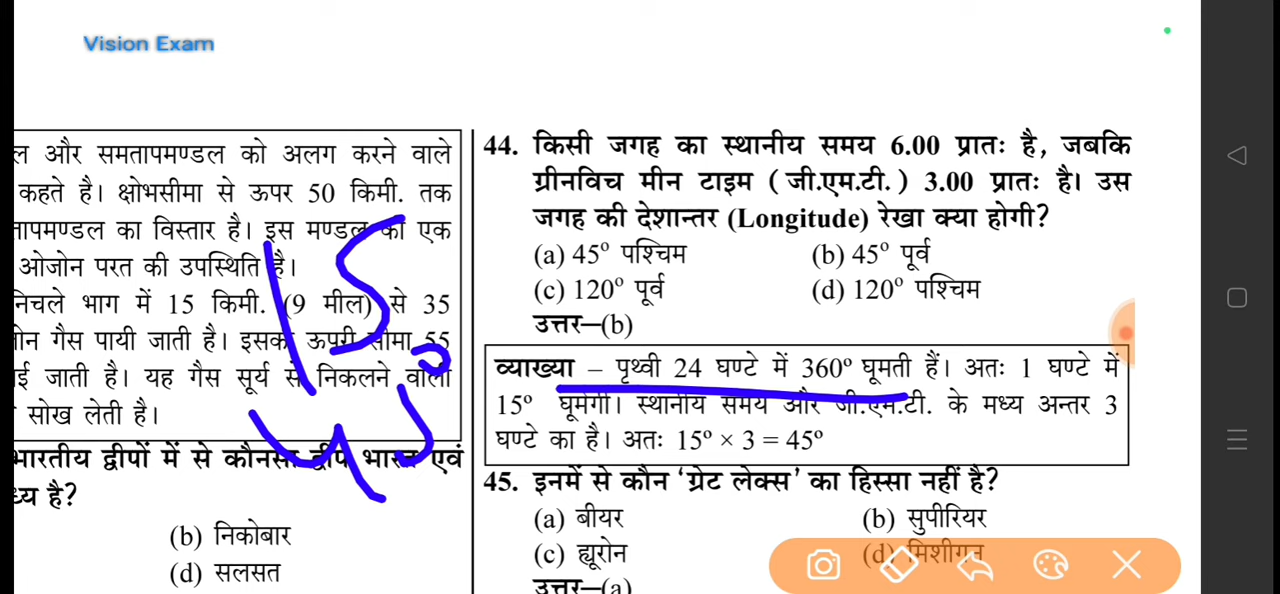 Vision Exam
ल और समतापमण्डल को अलग करने वाले
कहते है। क्षोभसीमा से ऊपर 50 किमी. तक
तापमण्डल का विस्तार है। इस मण्डल की एक
ओजोन परत की उपस्थिति है।
निचले भाग में 15 किमी. (9 मील) से 35
ोन गैस पायी जाती है। इसकी ऊपरी सीमा 55
ई जाती है। यह गैस सूर्य से निकलने वाली
सोख लेती है।
15
45°
भारतीय द्वीपों में से कौनसा द्वीप भारत एवं
ध्य है?
(b) निकोबार
(d) सलसत
44. किसी जगह का स्थानीय समय 6.00 प्रातः है, जबकि
ग्रीनविच मीन टाइम (जी.एम.टी.) 3.00 प्रातः है। उस
जगह की देशान्तर (Longitude) रेखा क्या होगी?
(a) 45° पश्चिम (b) 45° पूर्व
(c) 120° पूर्व (d) 120° पश्चिम
उत्तर–(b)
व्याख्या – पृथ्वी 24 घण्टे में 360° घूमती हैं। अतः 1 घण्टे में
15° घूमेगी। स्थानीय समय और जी.एम.टी. के मध्य अन्तर 3
घण्टे का है। अतः 15° × 3 = 45°
45. इनमें से कौन ‘ग्रेट लेक्स’ का हिस्सा नहीं है?
(a) बीयर (b) सुपीरियर
(c) ह्यूरोन (d) मिशीगन
उत्तर–(a)